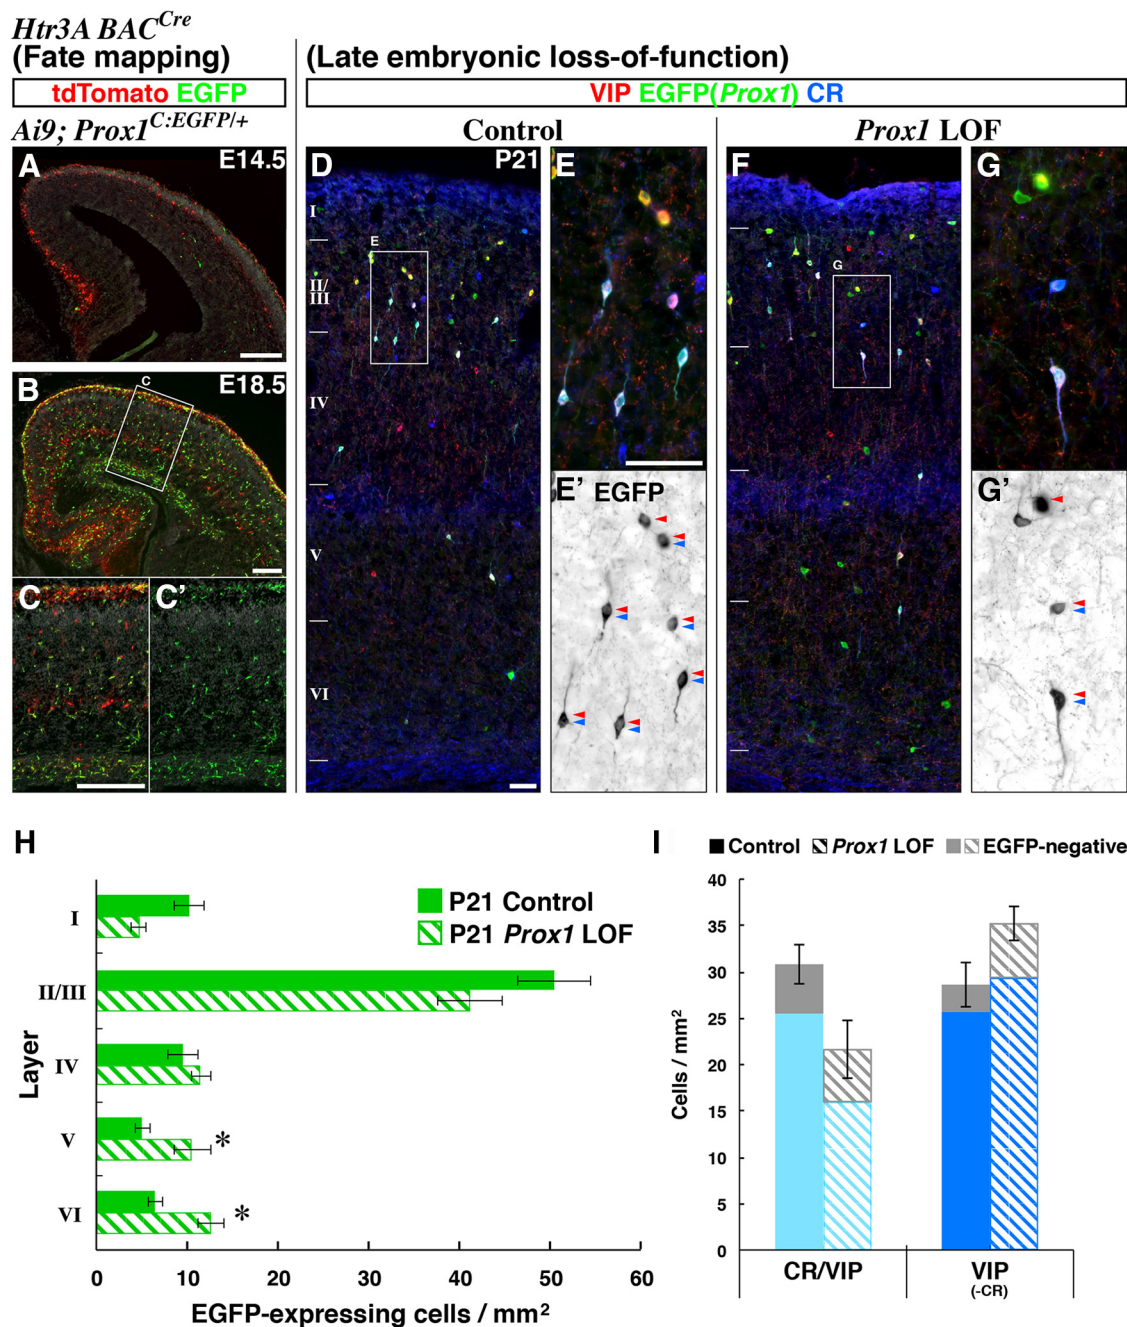 Htr3A BAC^Cre
(Fate mapping)
(Late embryonic loss-of-function)
tdTomato EGFP
VIP EGFP(Prox1) CR
Ai9; Prox1^C:EGFP/+
Control
Prox1 LOF
A
E14.5
D
P21
E
F
G
I
E
II/
III
G
IV
B
E18.5
C
E' EGFP
G'
V
C
C'
VI
H
I
Control
Prox1 LOF
EGFP-negative
P21 Control
P21 Prox1 LOF
Layer
I
II/III
IV
V
*
VI
*
0
10
20
30
40
50
60
EGFP-expressing cells / mm²
Cells / mm²
40
35
30
25
20
15
10
5
0
CR/VIP
VIP
(-CR)